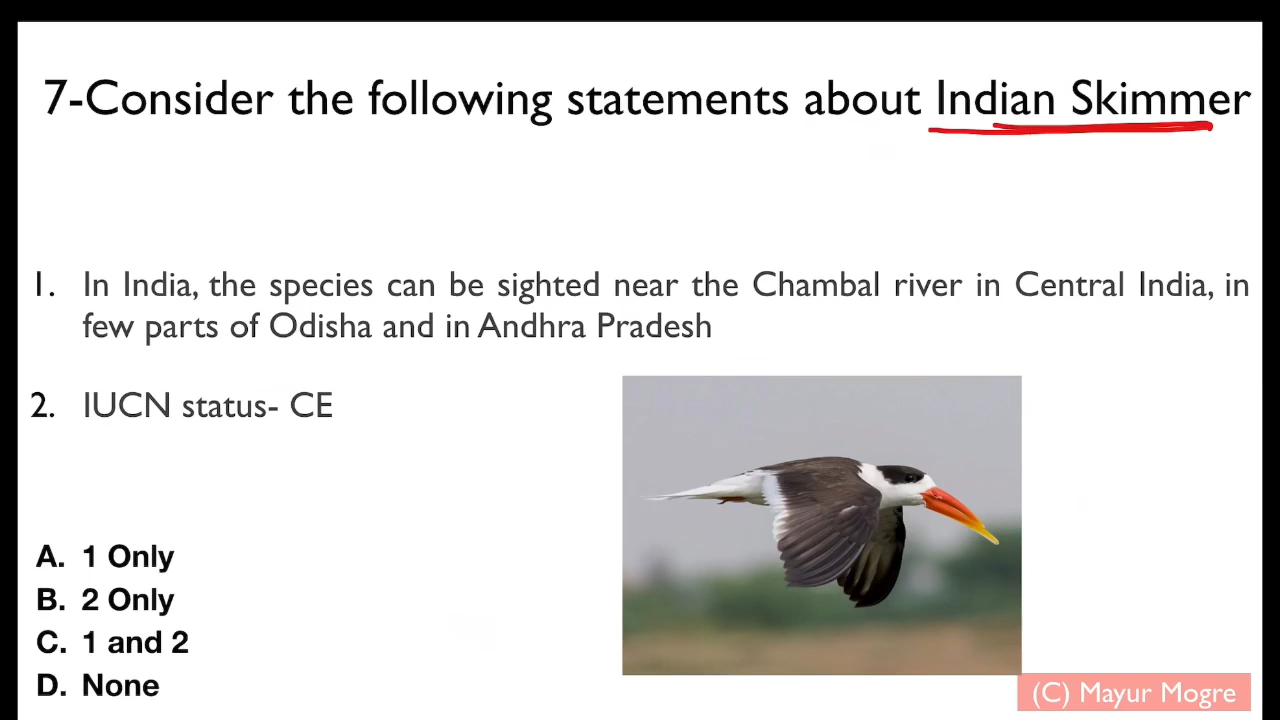 7-Consider the following statements about Indian Skimmer
1. In India, the species can be sighted near the Chambal river in Central India, in
few parts of Odisha and in Andhra Pradesh
2. IUCN status- CE
A. 1 Only
B. 2 Only
C. 1 and 2
D. None
(C) Mayur Mogre